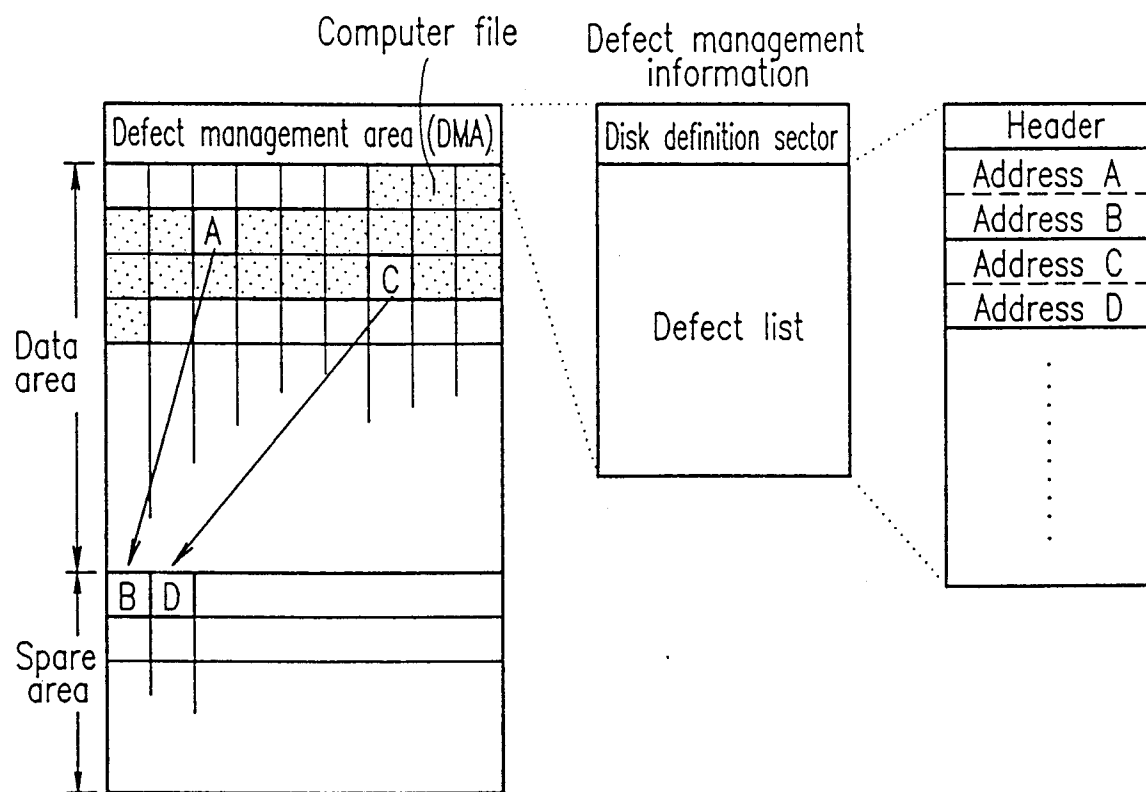 Computer file
Defect management
information
Defect management area (DMA)
Disk definition sector
Header
Address A
Address B
Address C
Address D
A
C
Data
area
Defect list
B
D
Spare
area